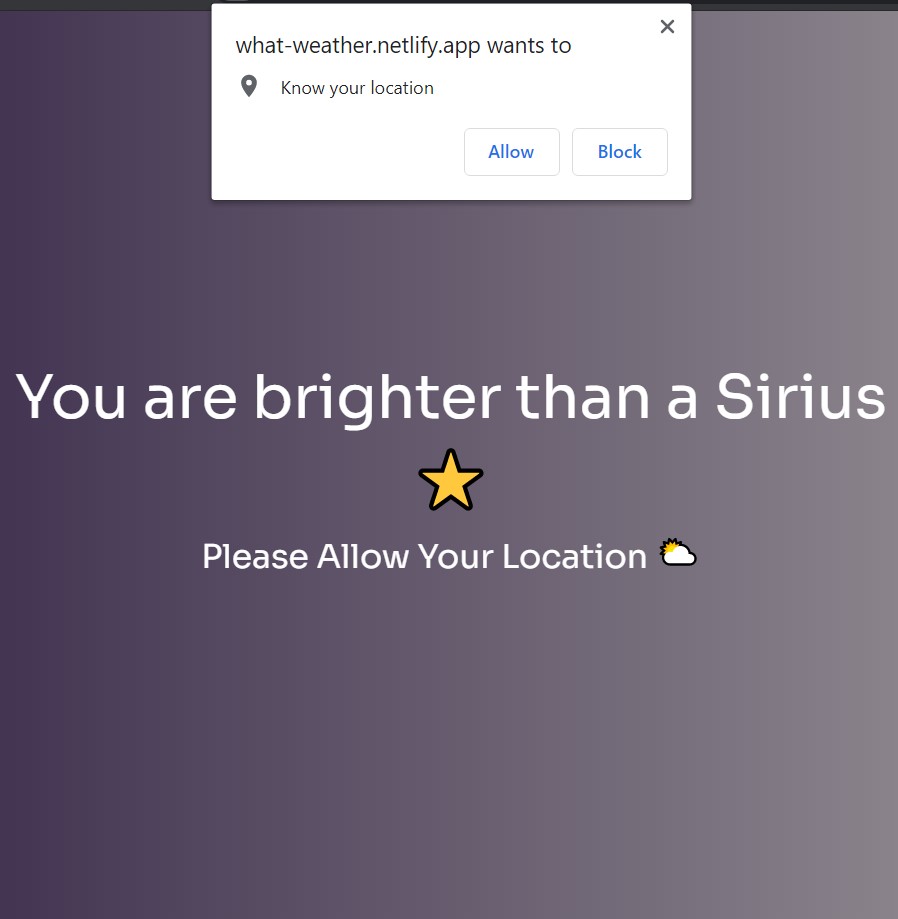 what-weather.netlify.app wants to
Know your location
Allow Block
You are brighter than a Sirius
Please Allow Your Location